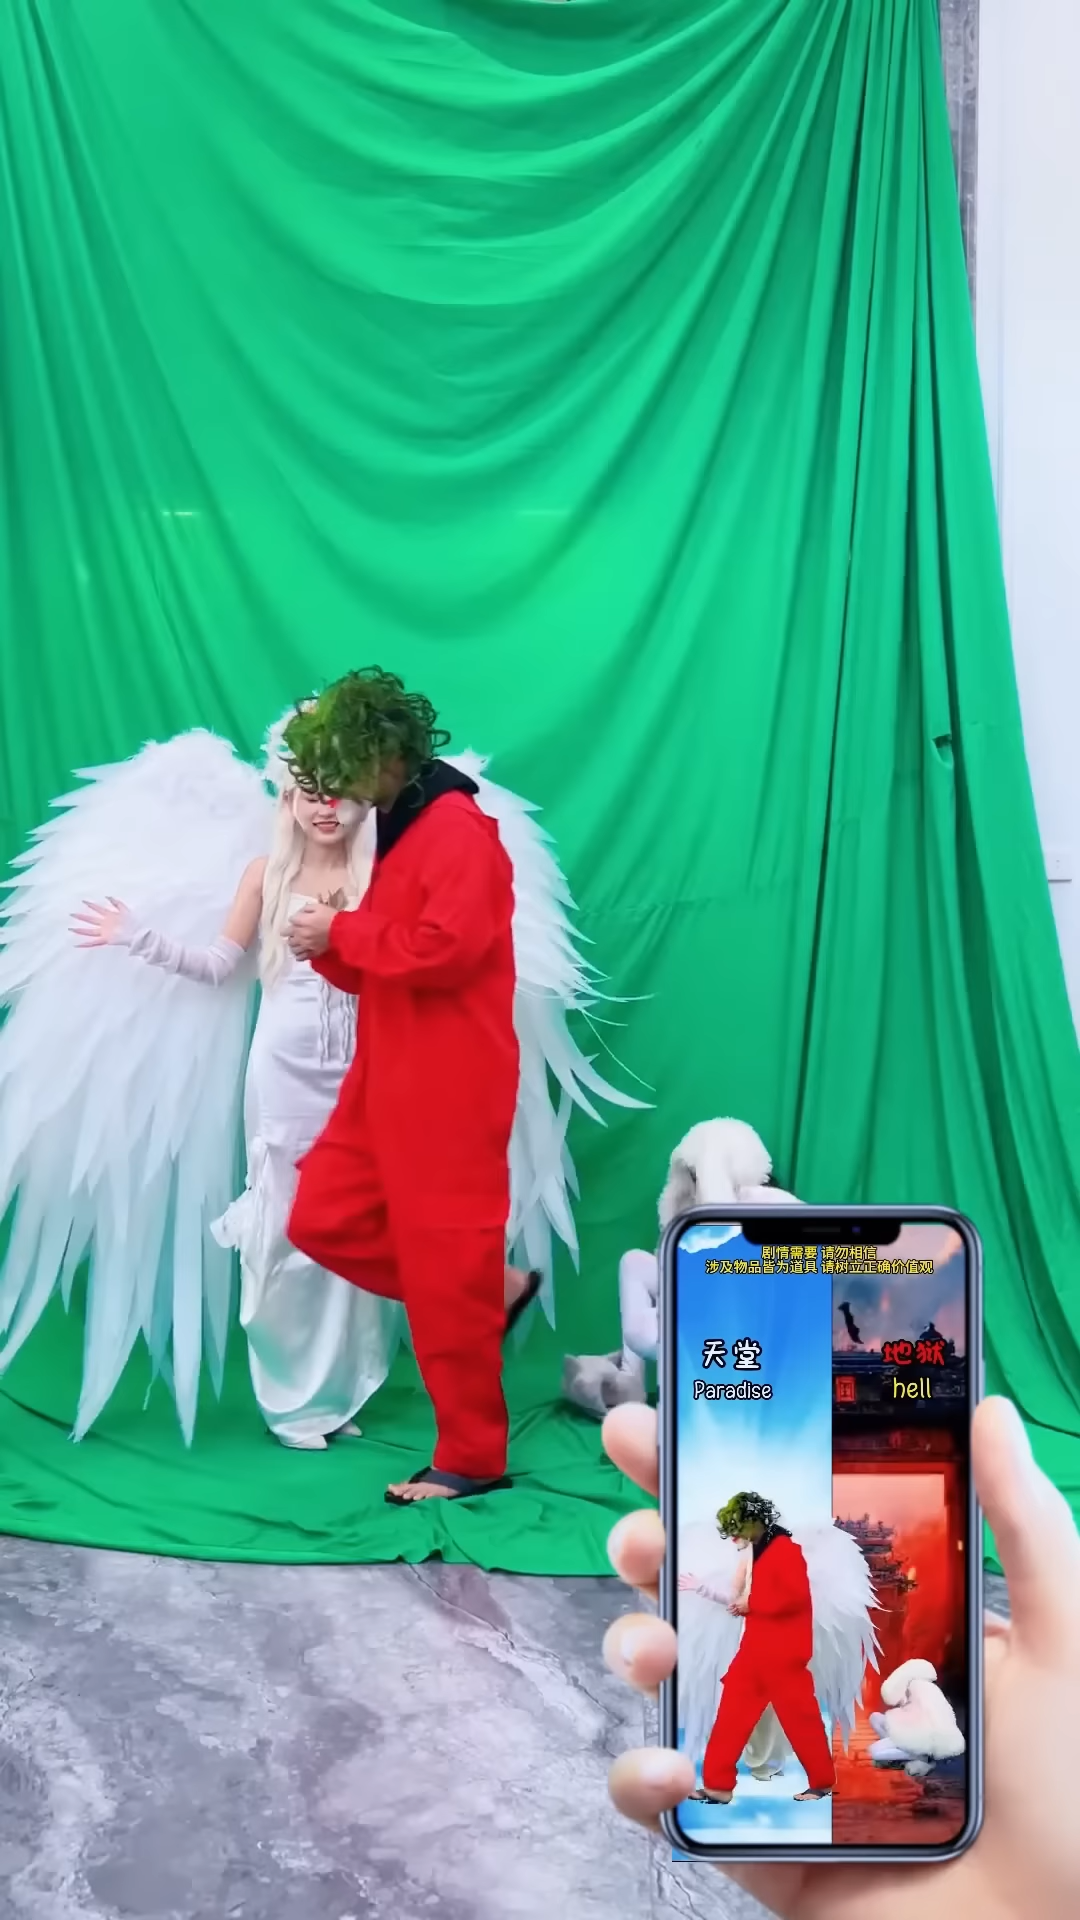 剧情需要 请勿相信
涉及物品皆为道具 请树立正确价值观
天堂
Paradise
地狱
hell